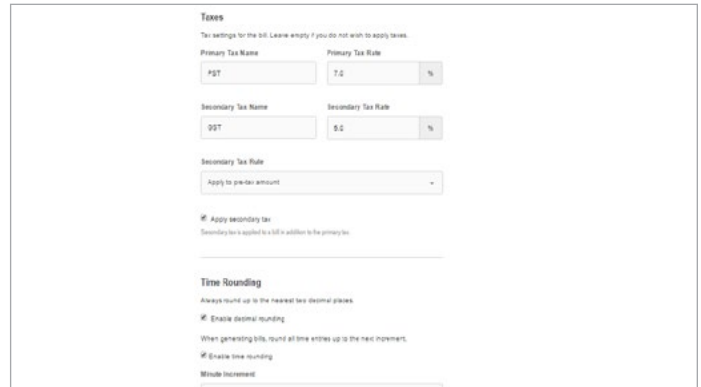 Taxes
Tax settings for the bill. Leave empty if you do not wish to apply taxes.
Primary Tax Name Primary Tax Rate
PST 7.0 %
Secondary Tax Name Secondary Tax Rate
GST 5.0 %
Secondary Tax Rule
Apply to pre-tax amount
Apply secondary tax
Secondary tax is applied to a bill in addition to the primary tax.
Time Rounding
Always round up to the nearest two decimal places.
Enable decimal rounding
When generating bills, round all time entries up to the next increment.
Enable time rounding
Minute Increment